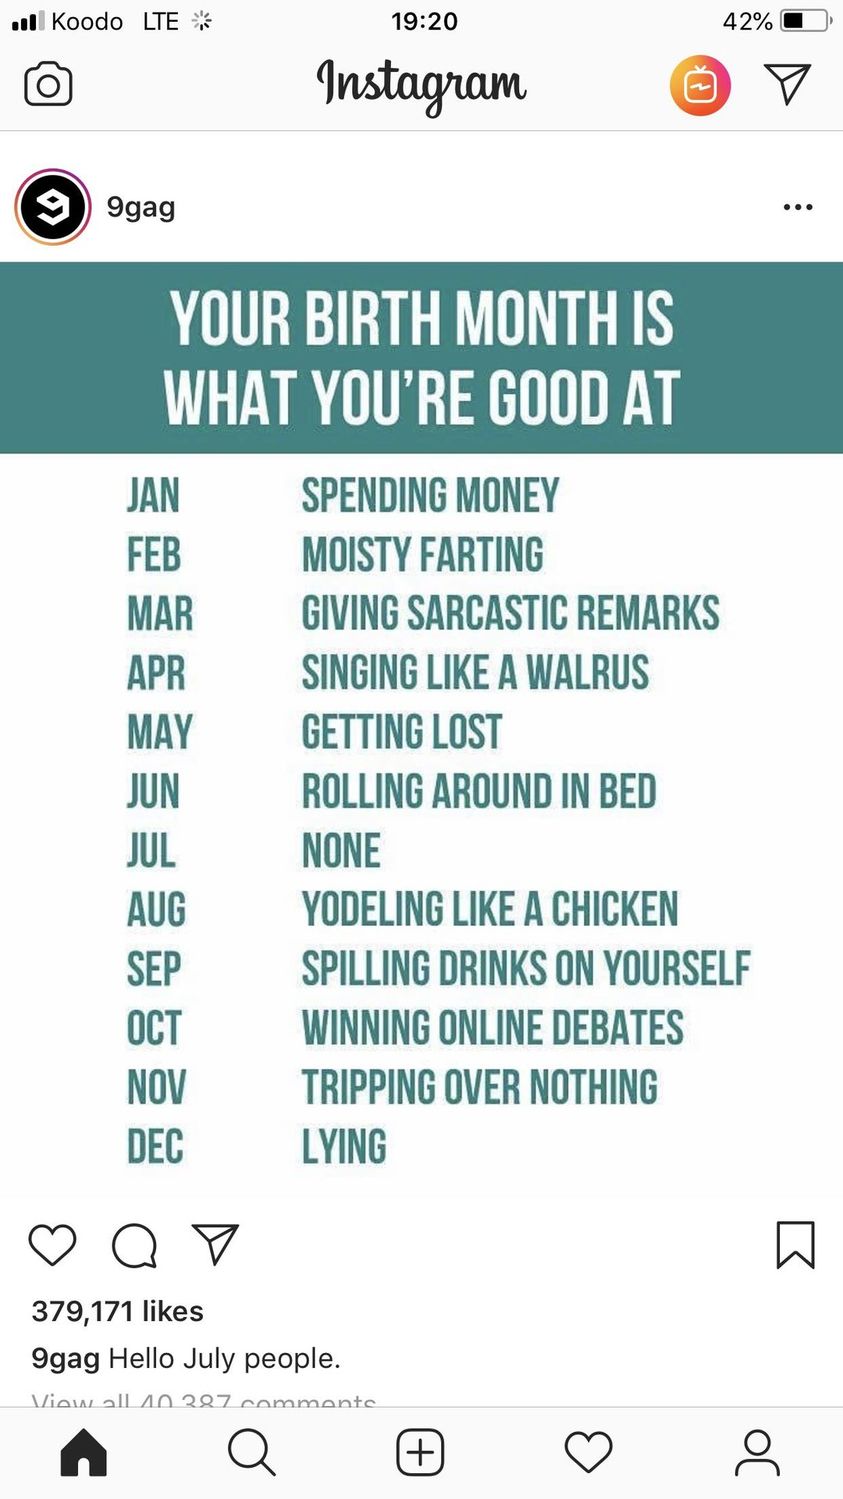 Koodo LTE 19:20 42%
Instagram
9gag
YOUR BIRTH MONTH IS
WHAT YOU'RE GOOD AT
JAN SPENDING MONEY
FEB MOISTY FARTING
MAR GIVING SARCASTIC REMARKS
APR SINGING LIKE A WALRUS
MAY GETTING LOST
JUN ROLLING AROUND IN BED
JUL NONE
AUG YODELING LIKE A CHICKEN
SEP SPILLING DRINKS ON YOURSELF
OCT WINNING ONLINE DEBATES
NOV TRIPPING OVER NOTHING
DEC LYING
379,171 likes
9gag Hello July people.
View all 40,387 comments